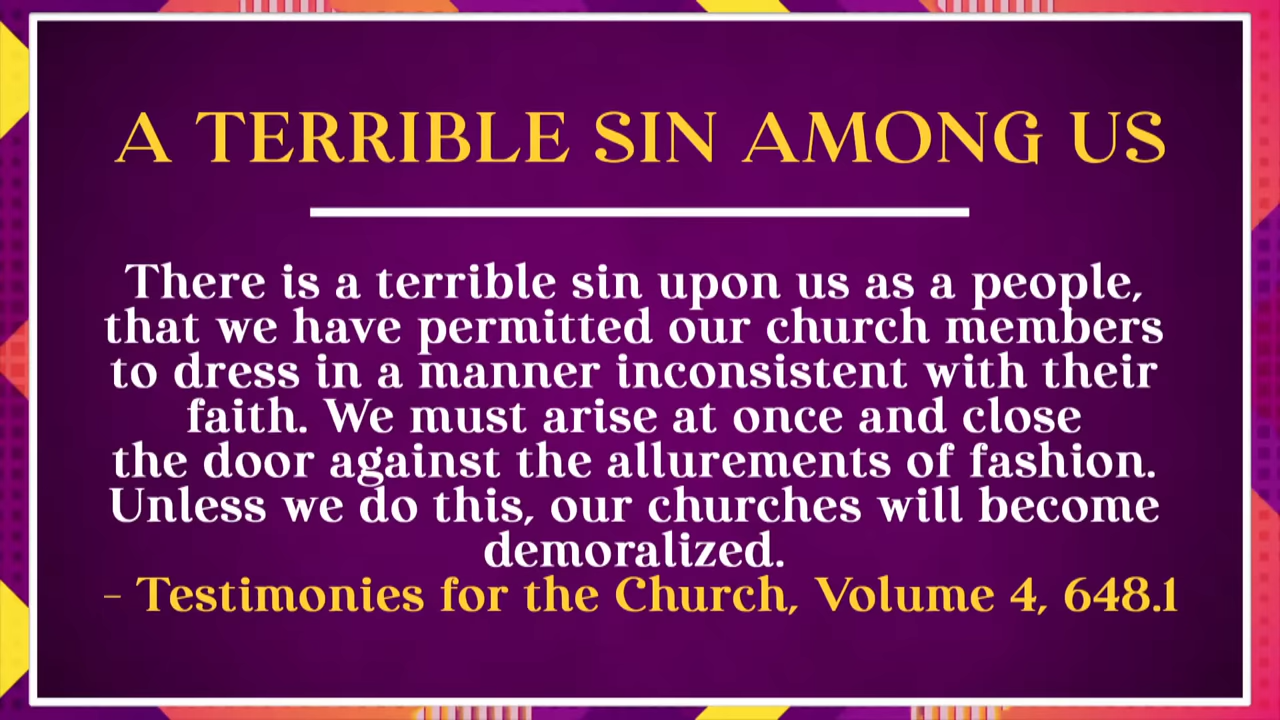 A TERRIBLE SIN AMONG US
There is a terrible sin upon us as a people,
that we have permitted our church members
to dress in a manner inconsistent with their
faith. We must arise at once and close
the door against the allurements of fashion.
Unless we do this, our churches will become
demoralized.
- Testimonies for the Church, Volume 4, 648.1